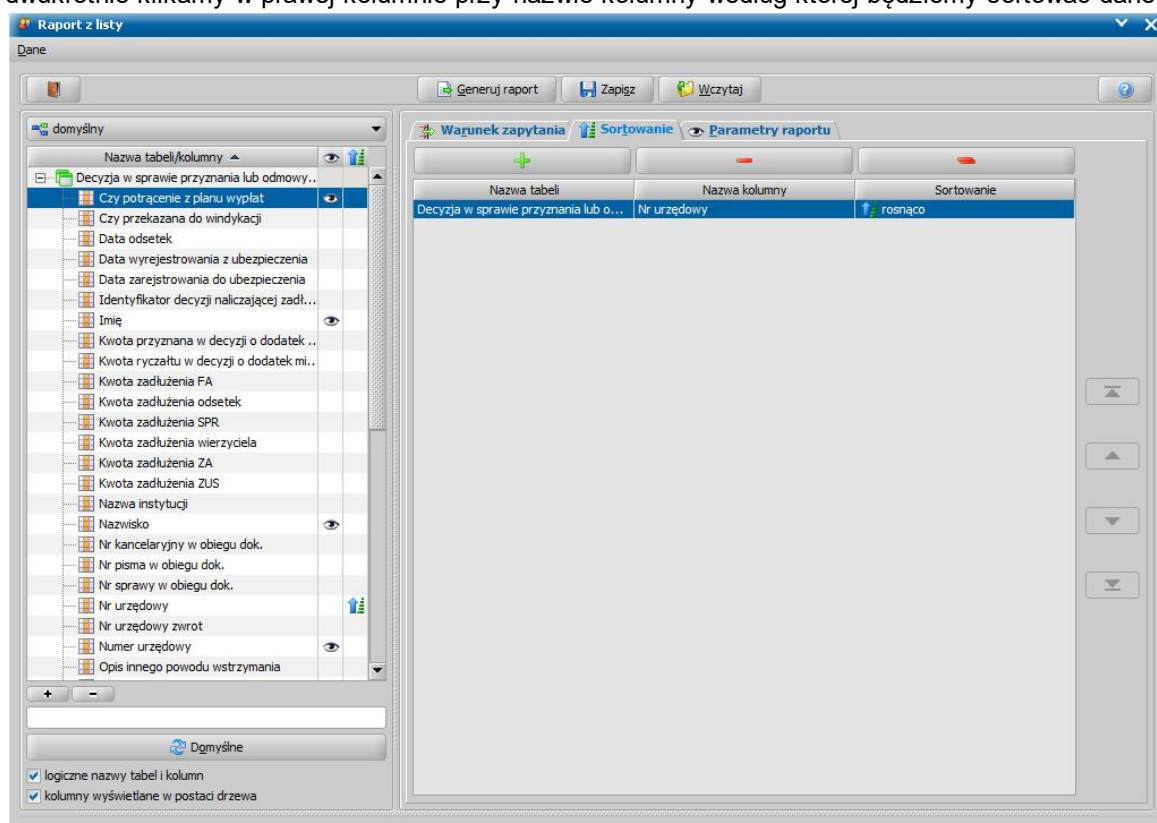 dwukrotnie klikamy w prawej kolumnie przy nazwie kolumny według której będziemy sortować dane
Raport z listy
Dane
Generuj raport Zapisz Wczytaj
domyślny
Warunek zapytania Sortowanie Parametry raportu
Nazwa tabeli/kolumny
Nazwa tabeli Nazwa kolumny Sortowanie
Decyzja w sprawie przyznania lub o... Nr urzędowy rosnąco
Decyzja w sprawie przyznania lub odmowy..
Czy potrącenie z planu wypłat
Czy przekazana do windykacji
Data odsetek
Data wyrejestrowania z ubezpieczenia
Data zarejstrowania do ubezpieczenia
Identyfikator decyzji naliczającej zadł...
Imię
Kwota przyznana w decyzji o dodatek ..
Kwota ryczałtu w decyzji o dodatek mi..
Kwota zadłużenia FA
Kwota zadłużenia odsetek
Kwota zadłużenia SPR
Kwota zadłużenia wierzyciela
Kwota zadłużenia ZA
Kwota zadłużenia ZUS
Nazwa instytucji
Nazwisko
Nr kancelaryjny w obiegu dok.
Nr pisma w obiegu dok.
Nr sprawy w obiegu dok.
Nr urzędowy
Nr urzędowy zwrot
Numer urzędowy
Opis innego powodu wstrzymania
+ -
Domyślne
logiczne nazwy tabel i kolumn
kolumny wyświetlane w postaci drzewa